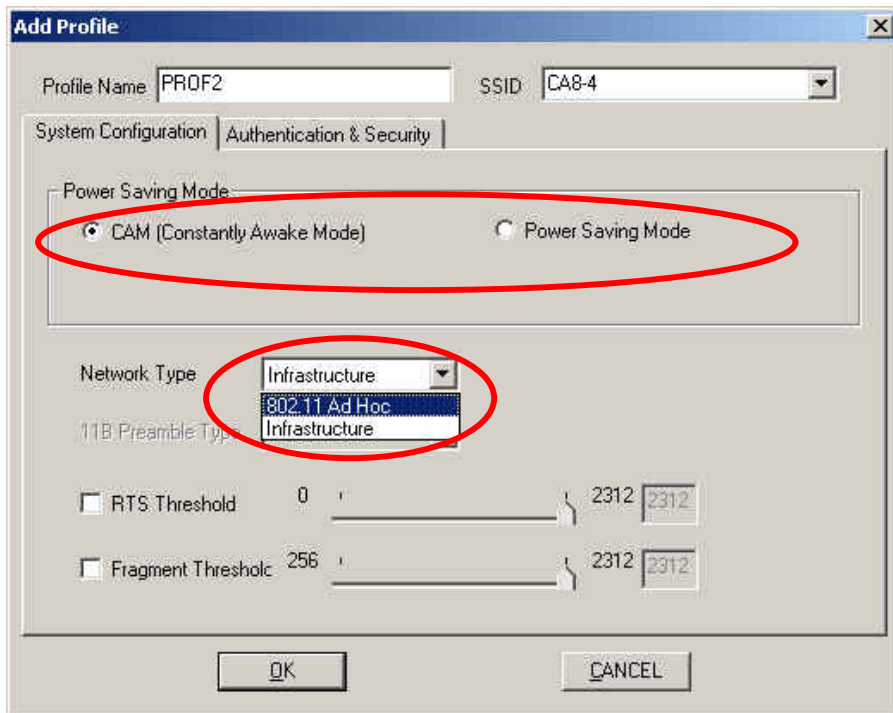 Add Profile
Profile Name PROF2 SSID CA8-4
System Configuration Authentication & Security
Power Saving Mode
CAM (Constantly Awake Mode) Power Saving Mode
Network Type Infrastructure
802.11 Ad Hoc
11B Preamble Type Infrastructure
RTS Threshold 0 2312 2312
Fragment Thresholc 256 2312 2312
OK CANCEL